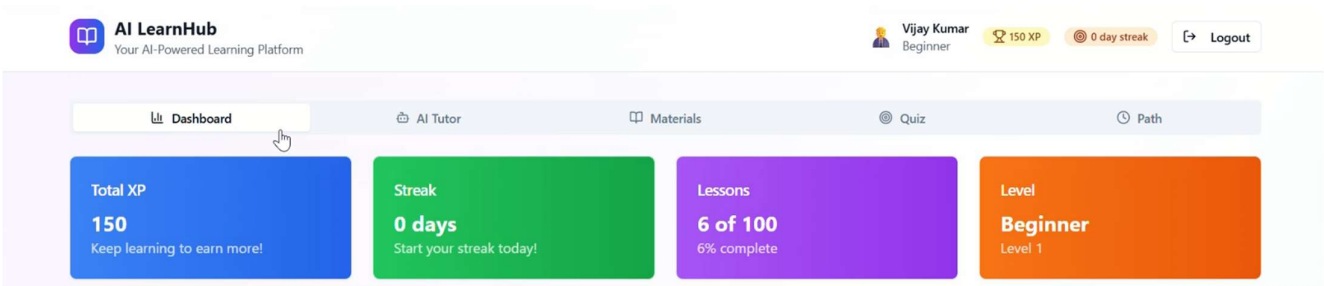 AI LearnHub
Your AI-Powered Learning Platform
Vijay Kumar
Beginner
150 XP
0 day streak
Logout
Dashboard
AI Tutor
Materials
Quiz
Path
Total XP
150
Keep learning to earn more!
Streak
0 days
Start your streak today!
Lessons
6 of 100
6% complete
Level
Beginner
Level 1